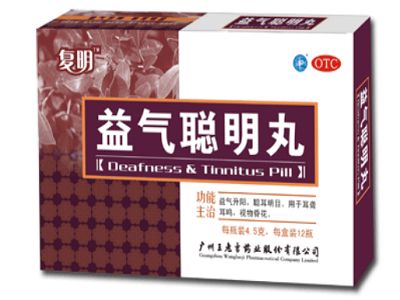 复明™
OTC
益气聪明丸
【Deafness & Tinnitus Pill】
功能 主治
益气升阳,聪耳明目。用于耳聋
耳鸣,视物昏花。
每瓶装4.5克,每盒装12瓶
广州王老吉药业股份有限公司
Guangzhou Wanglaoji Pharmaceutical Company Limited
益气聪明丸